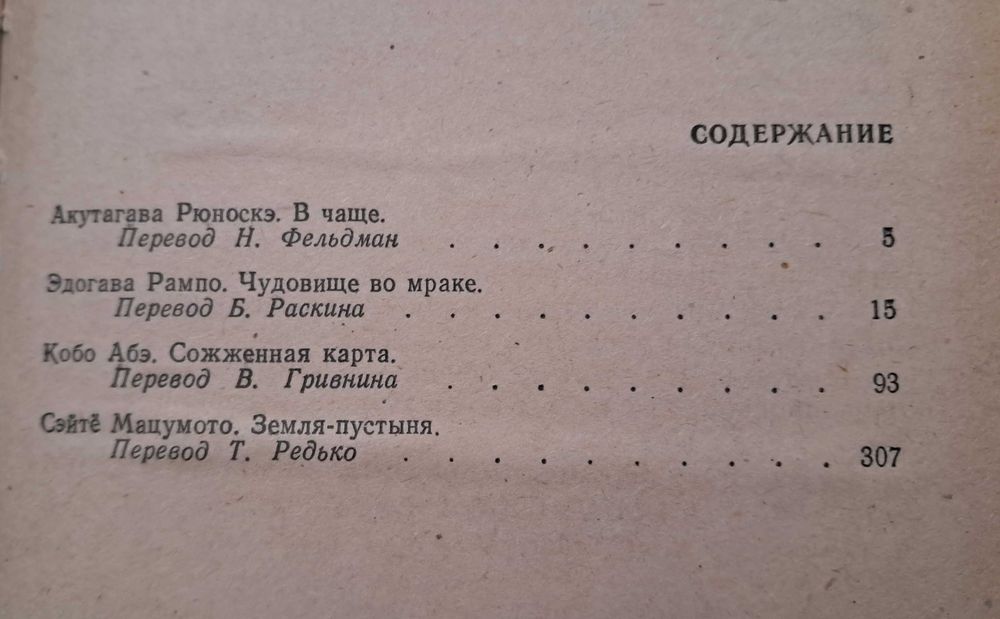 СОДЕРЖАНИЕ
Акутагава Рюноскэ. В чаще.
Перевод Н. Фельдман . . . . . . . . . 5
Эдогава Рампо. Чудовище во мраке.
Перевод Б. Раскина . . . . . . . . . . 15
Кобо Абэ. Сожженная карта.
Перевод В. Гривнина . . . . . . . . . 93
Сэйтё Мацумото. Земля-пустыня.
Перевод Т. Редько . . . . . . . . . . 307